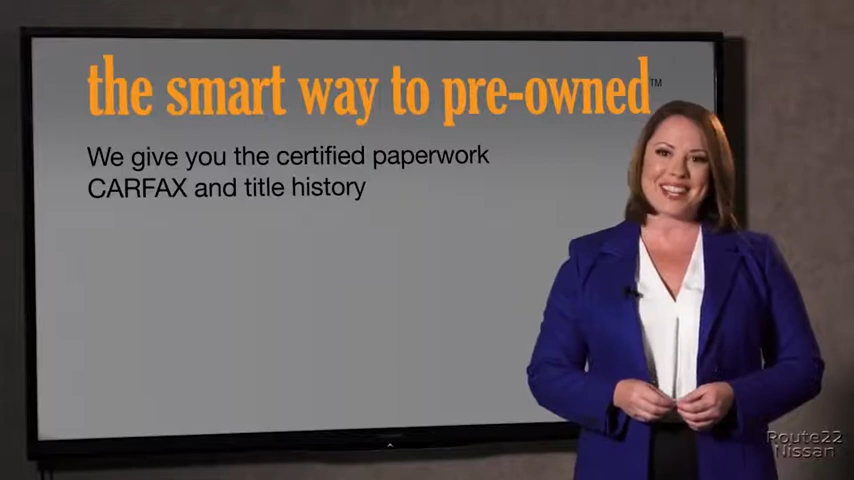 the smart way to pre-owned™
We give you the certified paperwork
CARFAX and title history
Route22
Nissan